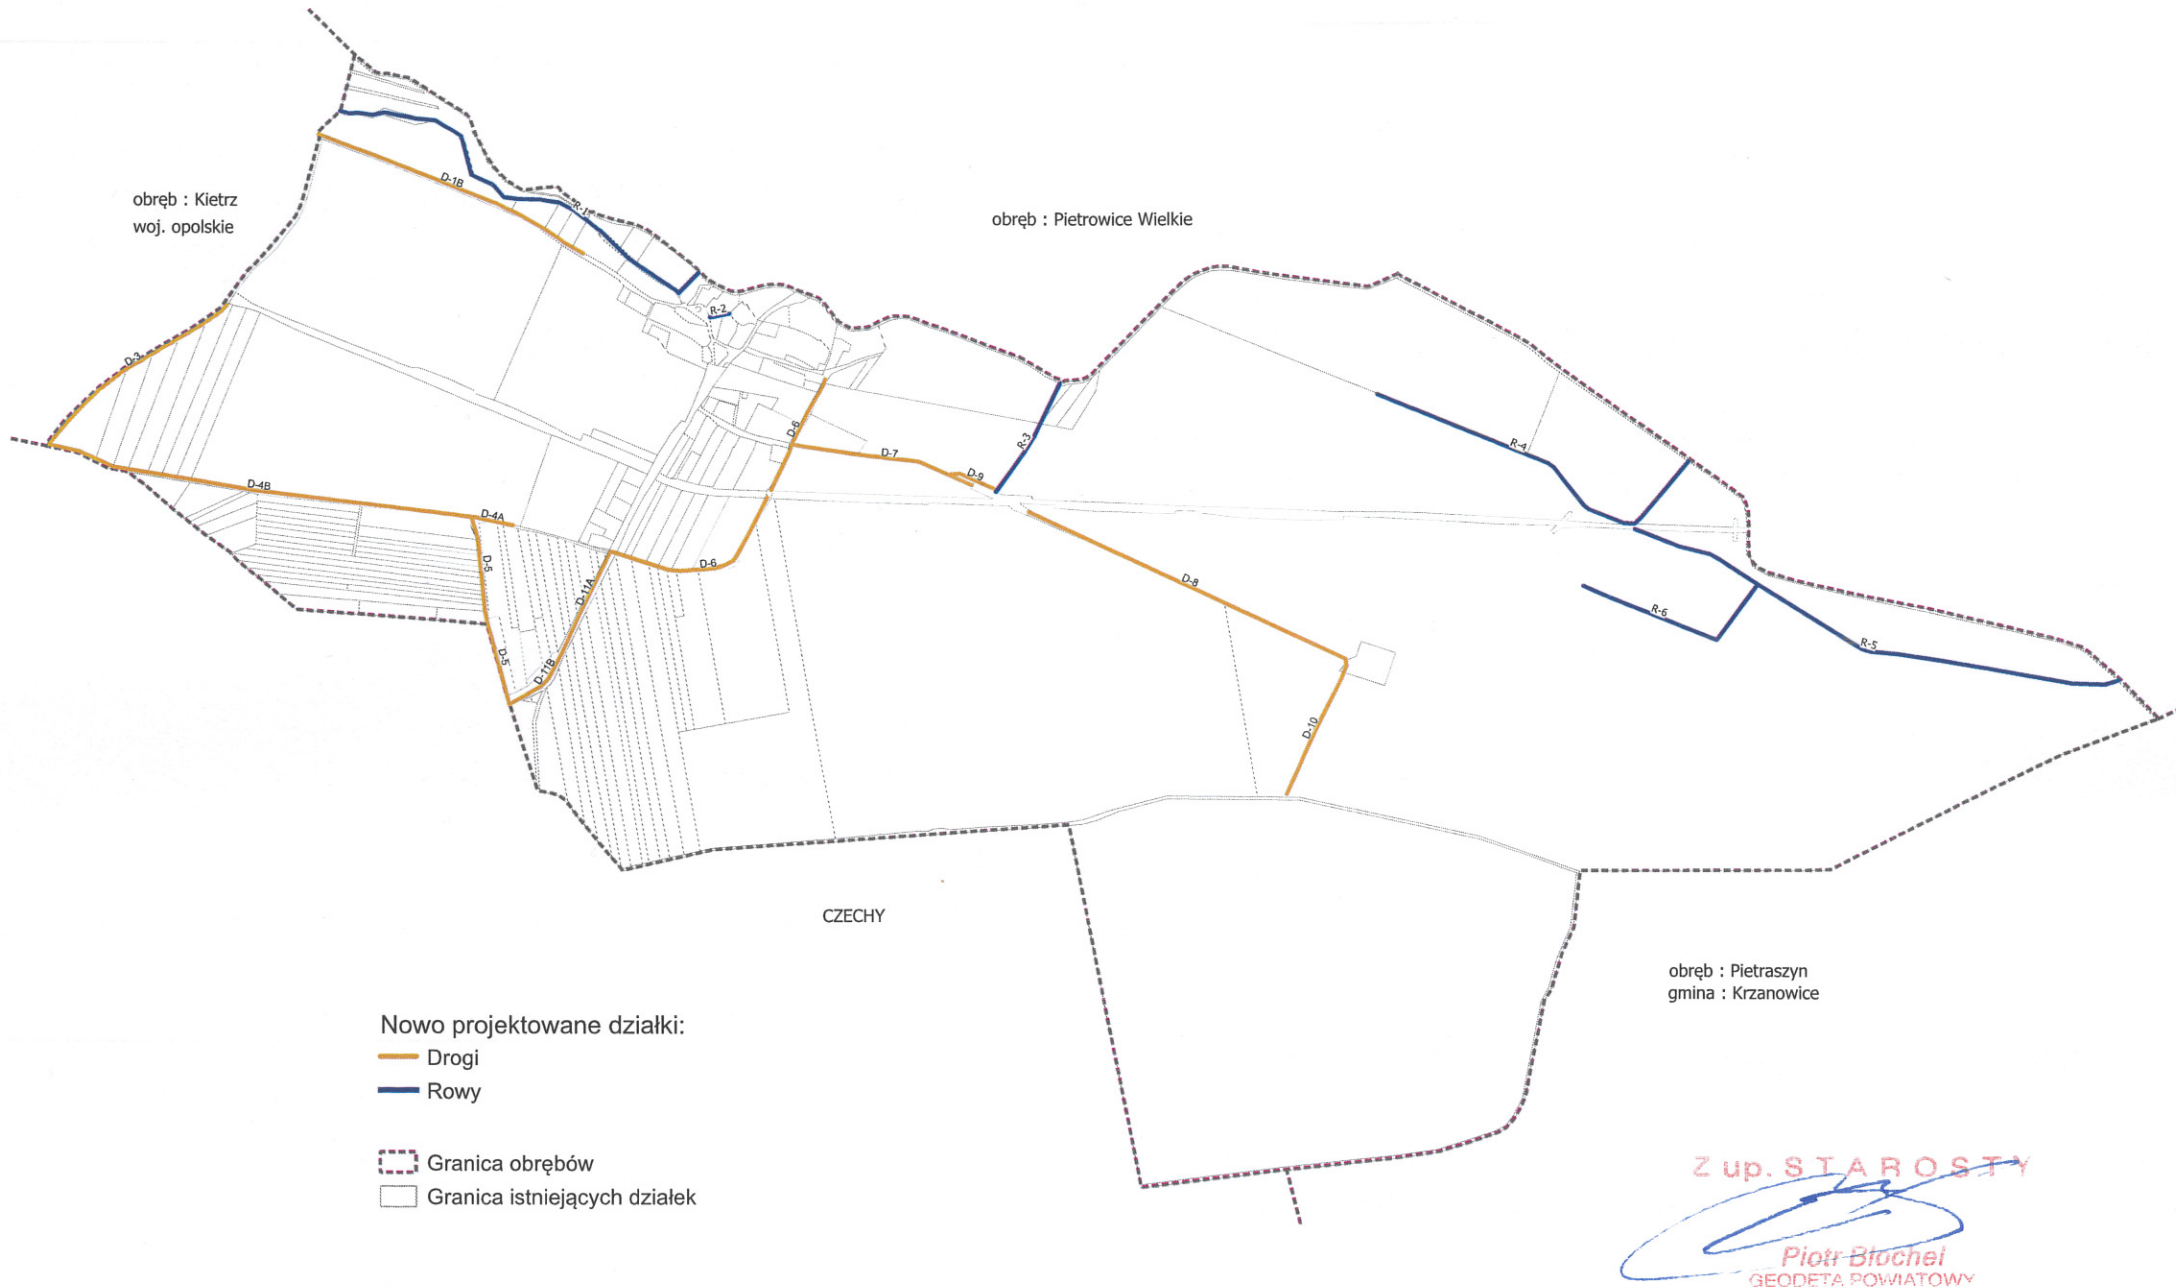 obręb : Kietrz
woj. opolskie
obręb : Pietrowice Wielkie
D-1B
R-1
R-2
D-3
D-6
R-3
D-7
D-9
R-4
D-4B
D-4A
D-5
D-11A
D-6
D-8
R-6
R-5
D-5
D-11B
D-10
CZECHY
obręb : Pietraszyn
gmina : Krzanowice
Nowo projektowane działki:
Drogi
Rowy
Granica obrębów
Granica istniejących działek
Z up. STAROSTY
Piotr Blochel
GEODETA POWIATOWY